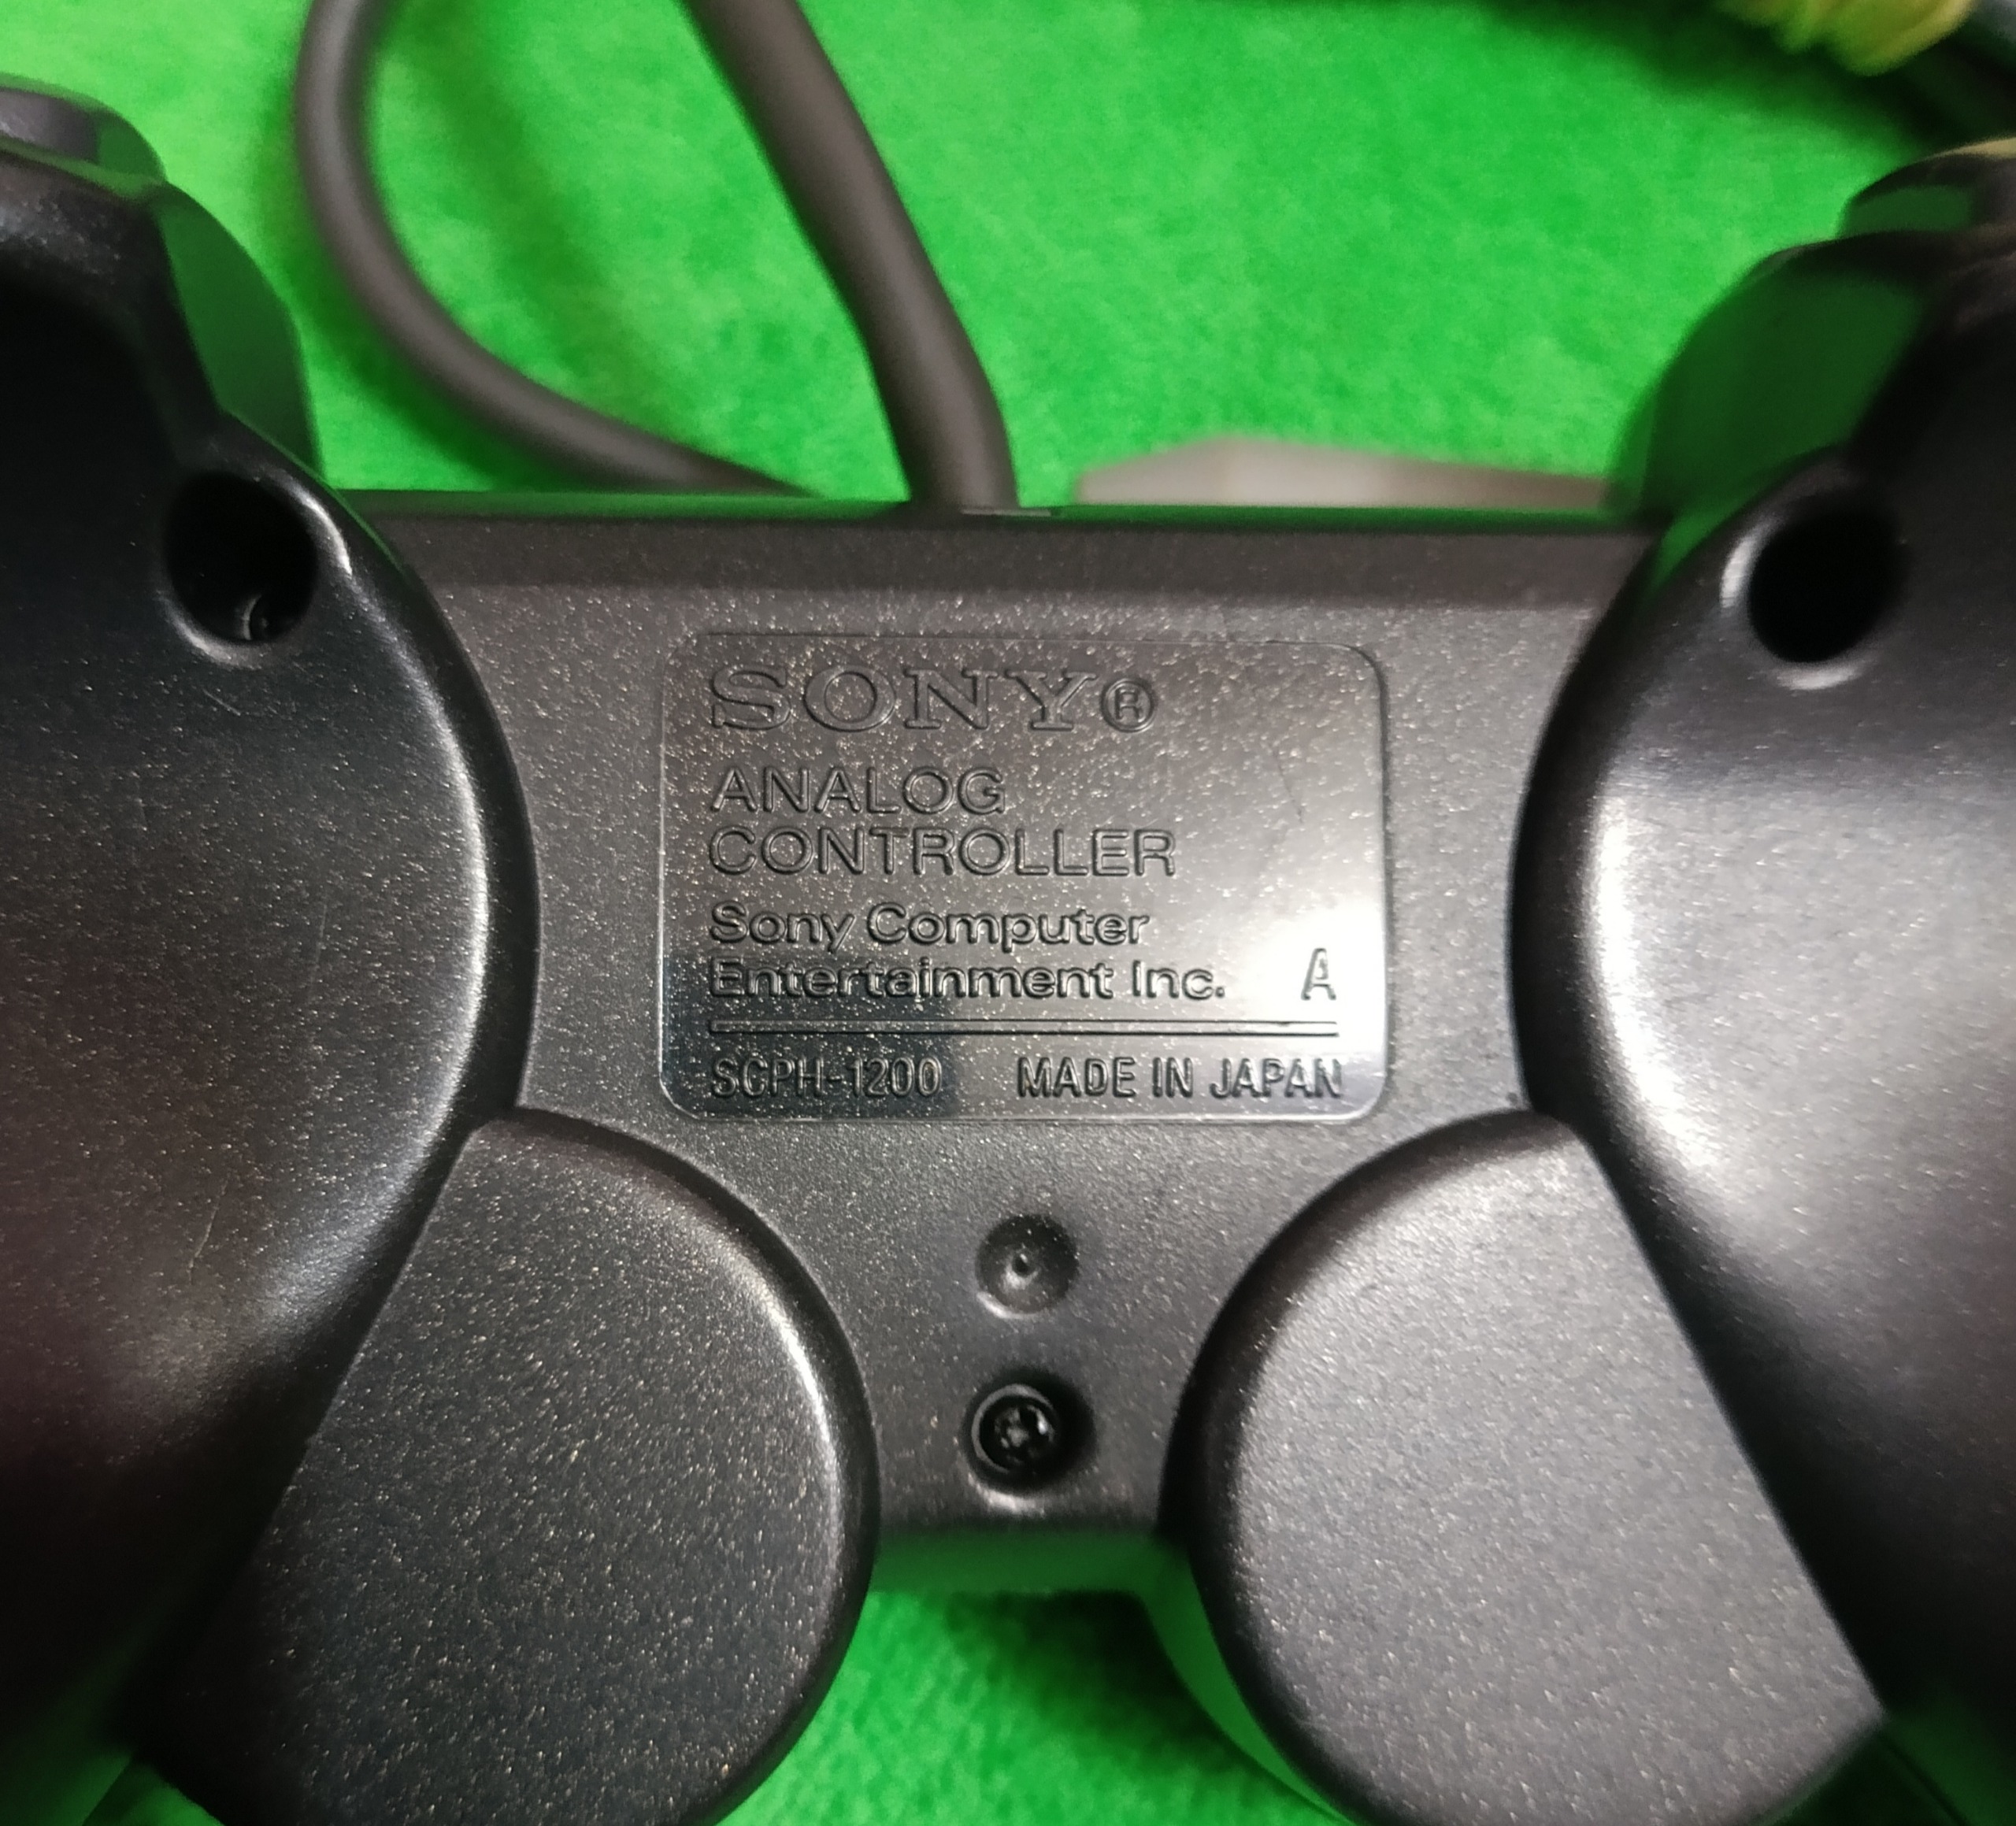 SONY®
ANALOG
CONTROLLER
Sony Computer
Entertainment Inc. A
SCPH-1200 MADE IN JAPAN